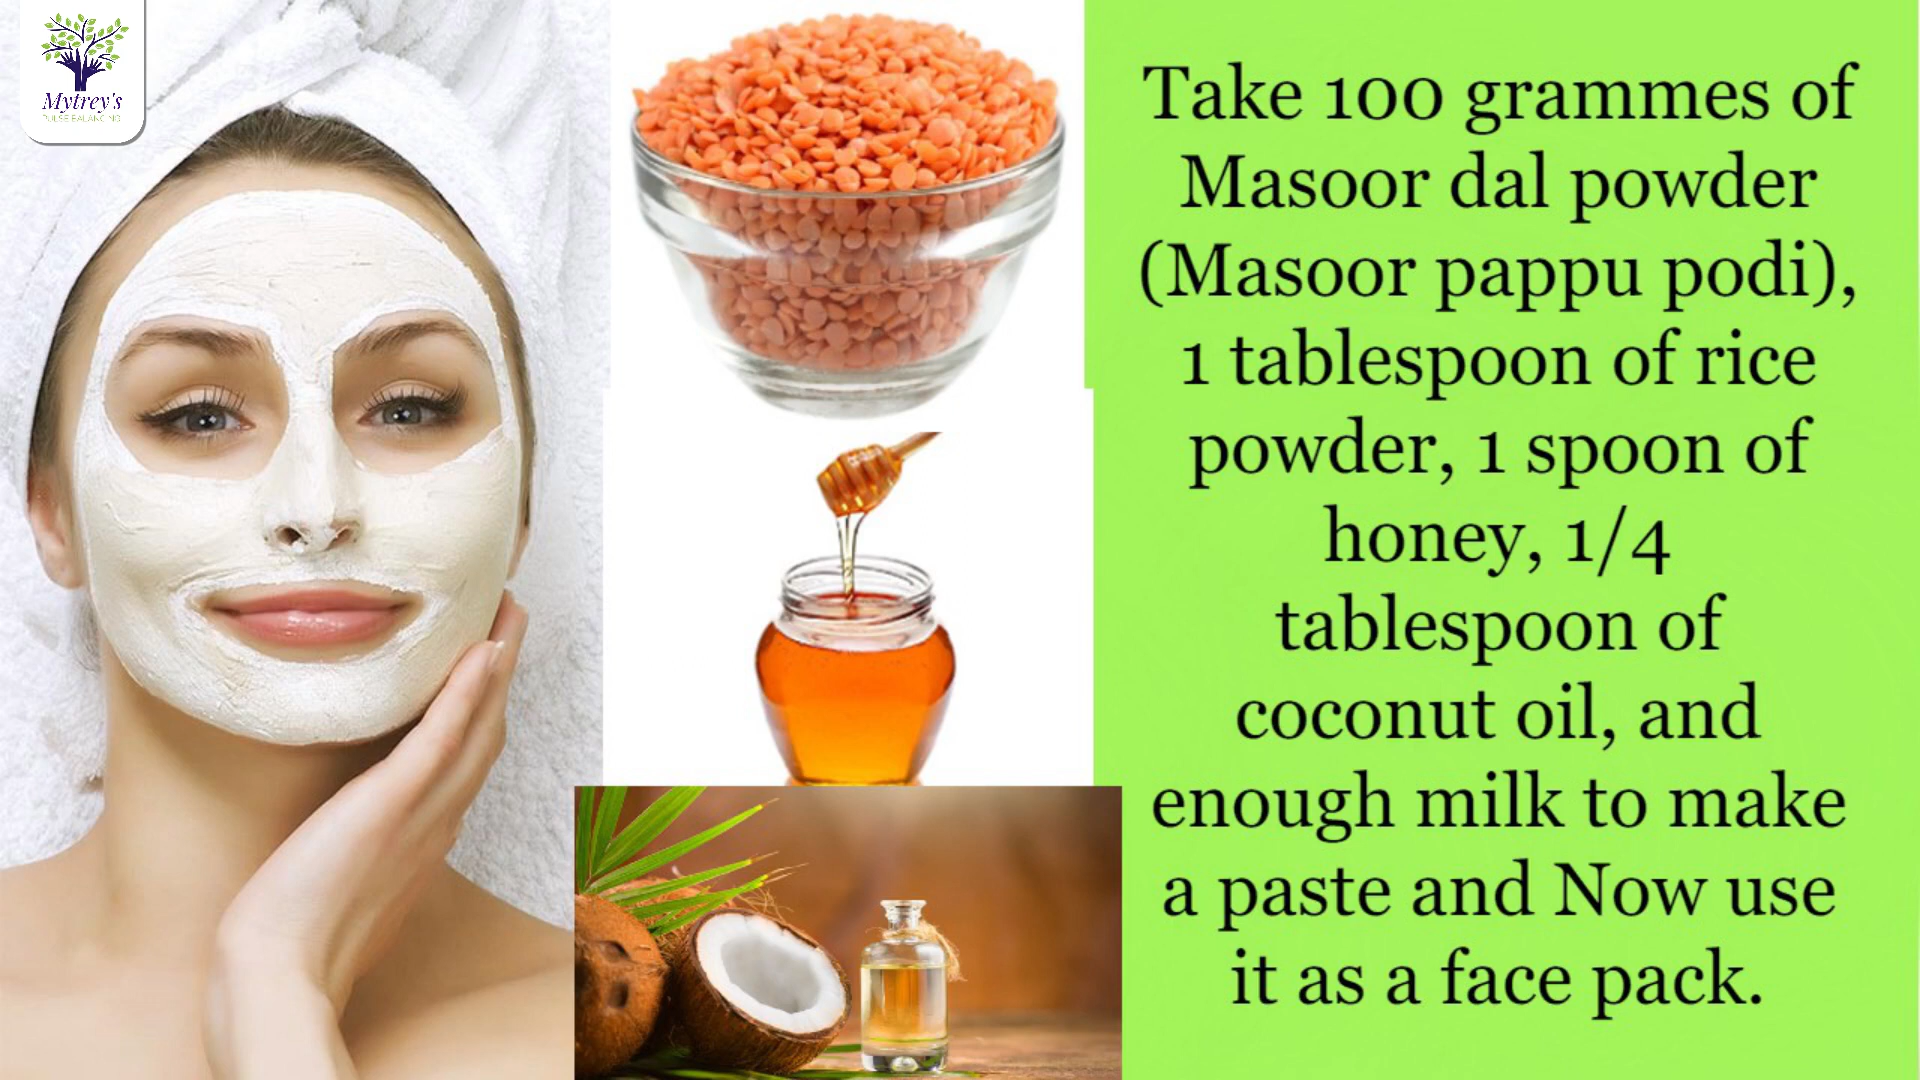 Mytrey's
PULSE BALANCING
Take 100 grammes of
Masoor dal powder
(Masoor pappu podi),
1 tablespoon of rice
powder, 1 spoon of
honey, 1/4
tablespoon of
coconut oil, and
enough milk to make
a paste and Now use
it as a face pack.